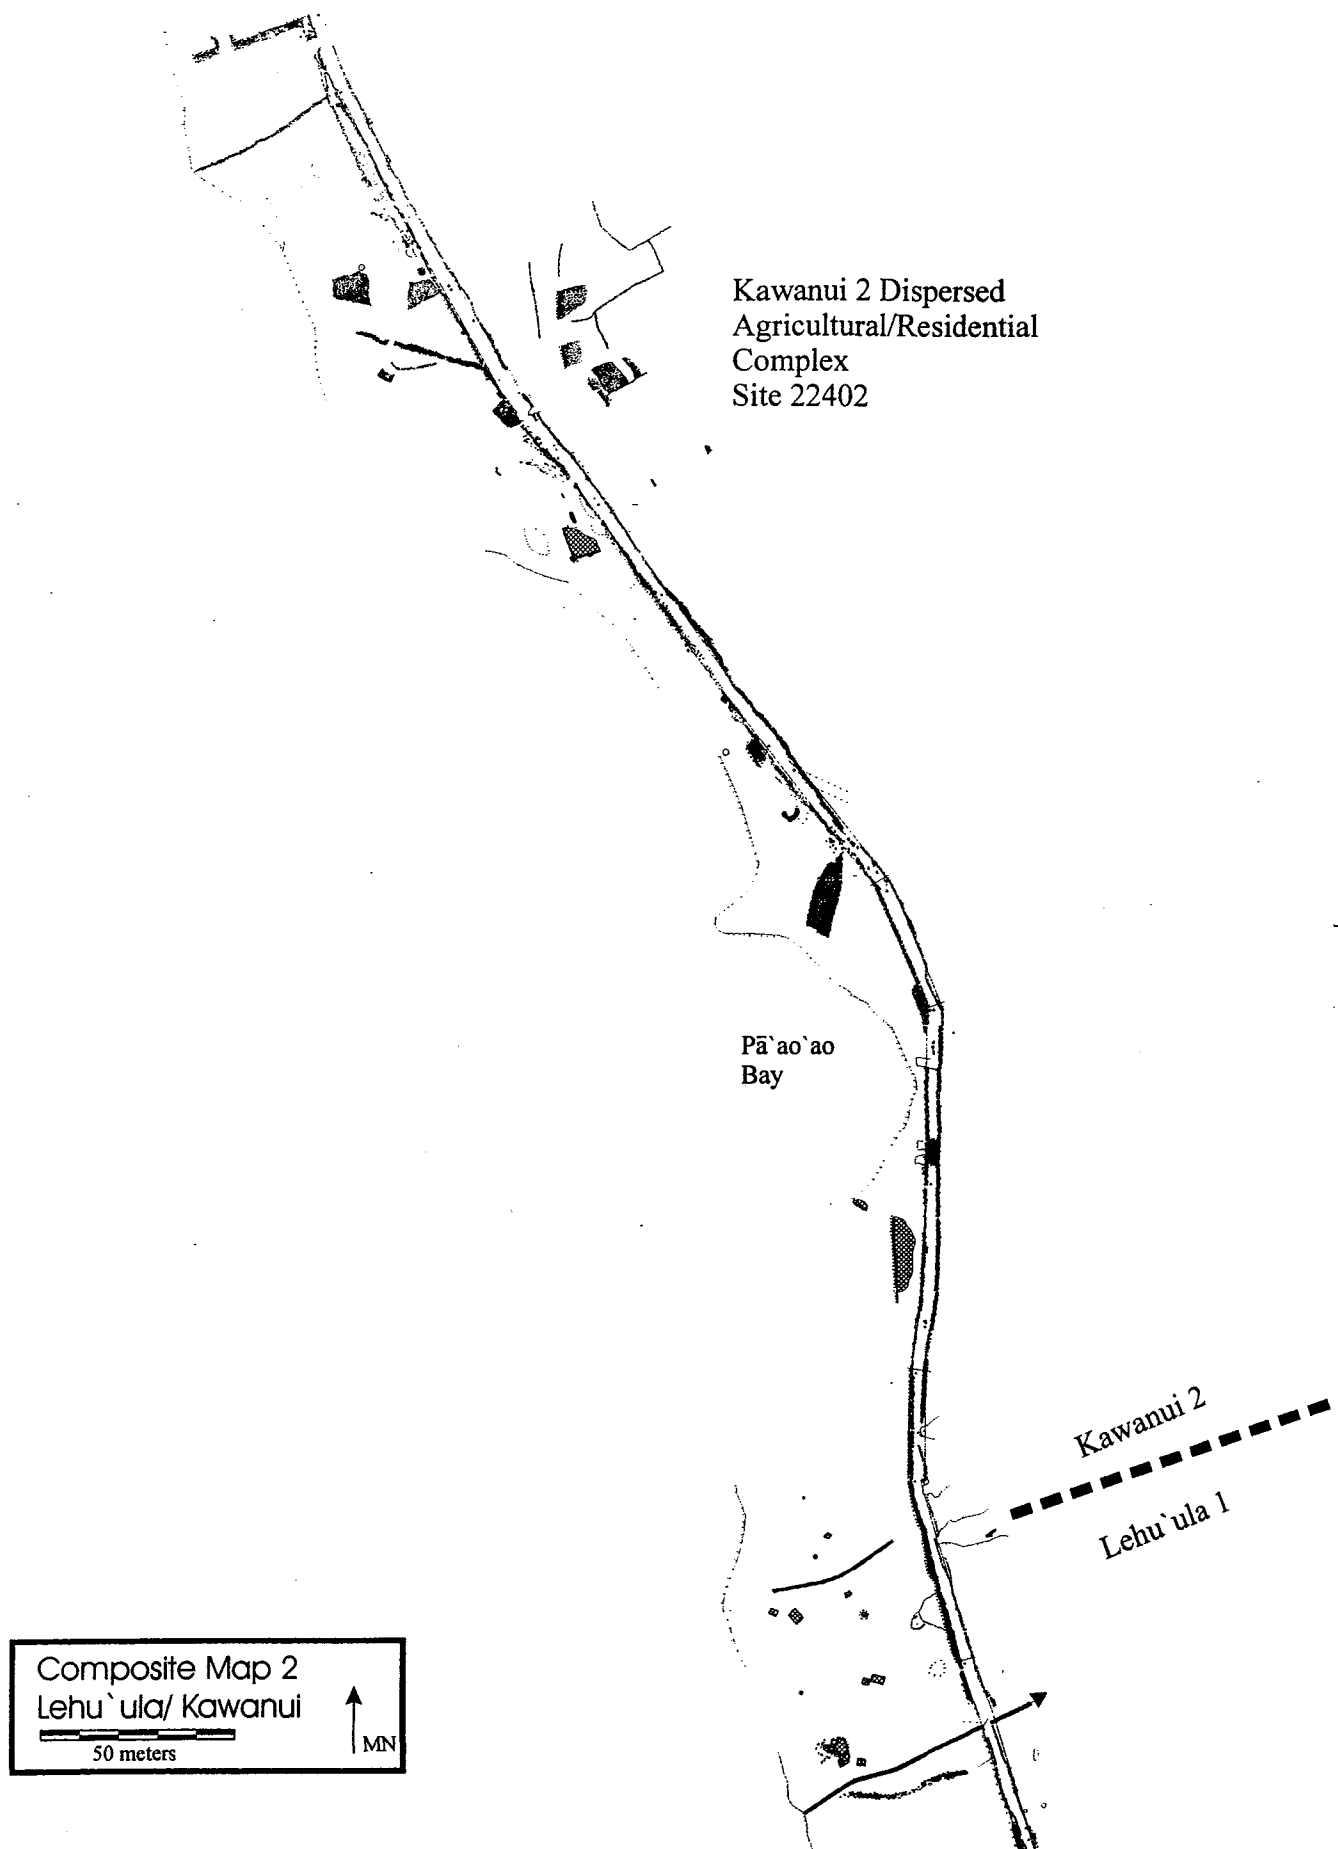 Kawanui 2 Dispersed
Agricultural/Residential
Complex
Site 22402
Pā`ao`ao
Bay
Kawanui 2
Lehu`ula 1
Composite Map 2
Lehu`ula/ Kawanui
50 meters
MN